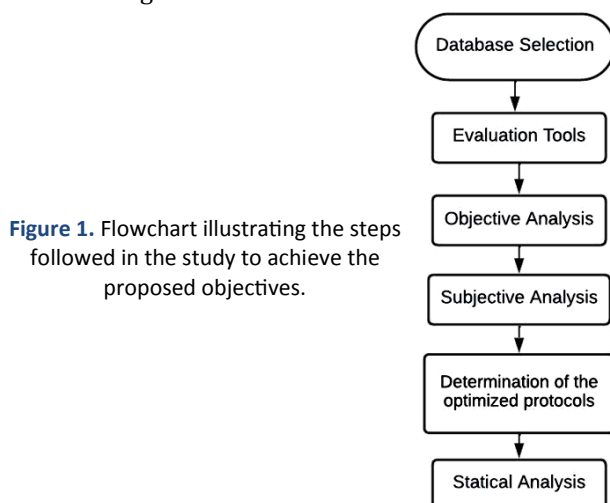 Database Selection
Evaluation Tools
Objective Analysis
Figure 1. Flowchart illustrating the steps
followed in the study to achieve the
proposed objectives.
Subjective Analysis
Determination of the
optimized protocols
Statical Analysis